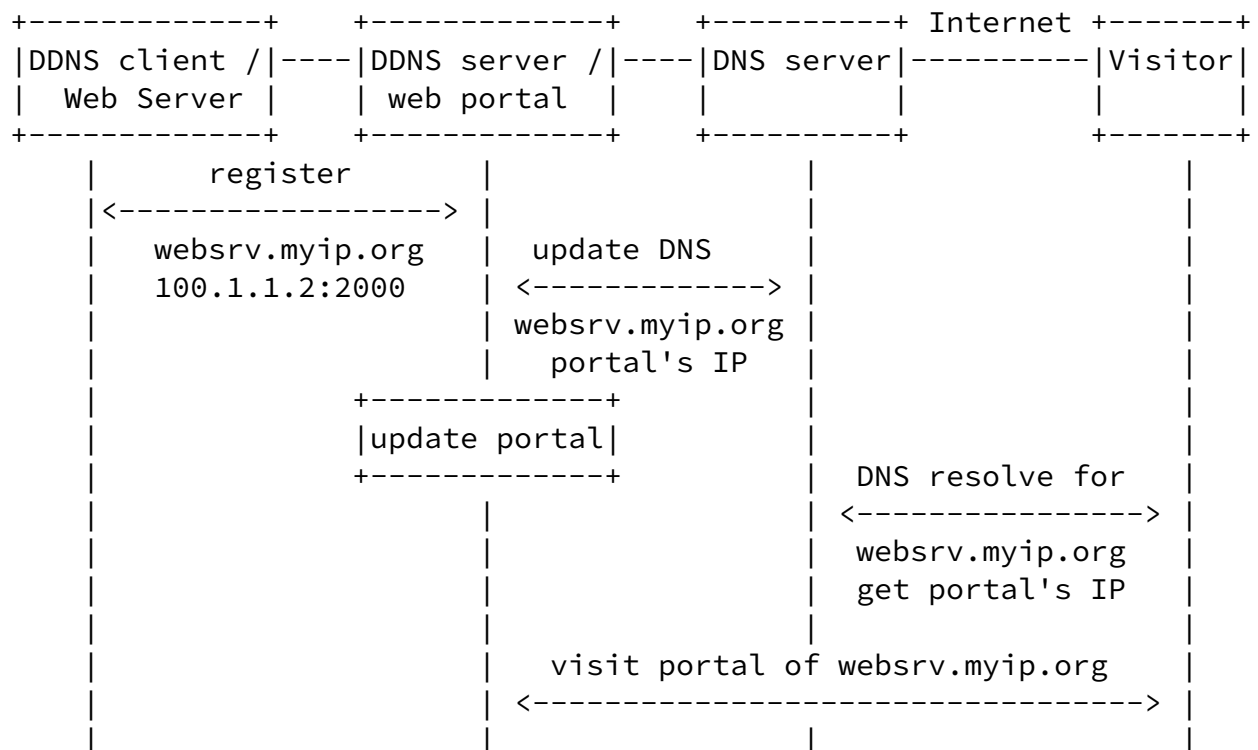 Internet
DDNS client / DDNS server / DNS server Visitor
Web Server web portal
register
websrv.myip.org update DNS
100.1.1.2:2000
websrv.myip.org
portal's IP
update portal
DNS resolve for
websrv.myip.org
get portal's IP
visit portal of websrv.myip.org